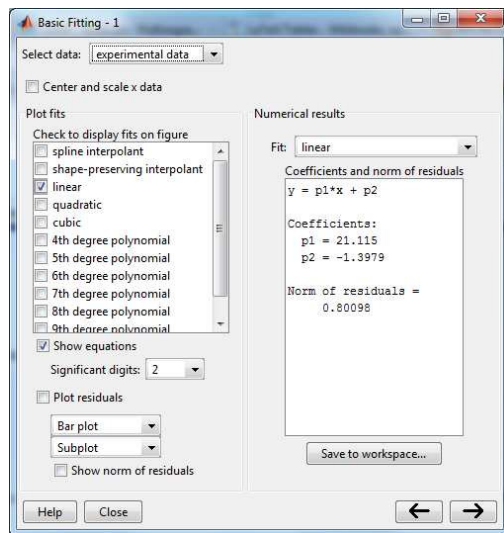 Basic Fitting - 1
Select data: experimental data
Center and scale x data
Plot fits
Check to display fits on figure
spline interpolant
shape-preserving interpolant
linear
quadratic
cubic
4th degree polynomial
5th degree polynomial
6th degree polynomial
7th degree polynomial
8th degree polynomial
9th degree polynomial
Show equations
Significant digits: 2
Plot residuals
Bar plot
Subplot
Show norm of residuals
Numerical results
Fit: linear
Coefficients and norm of residuals
y = p1*x + p2
Coefficients:
p1 = 21.115
p2 = -1.3979
Norm of residuals =
0.80098
Save to workspace...
Help
Close